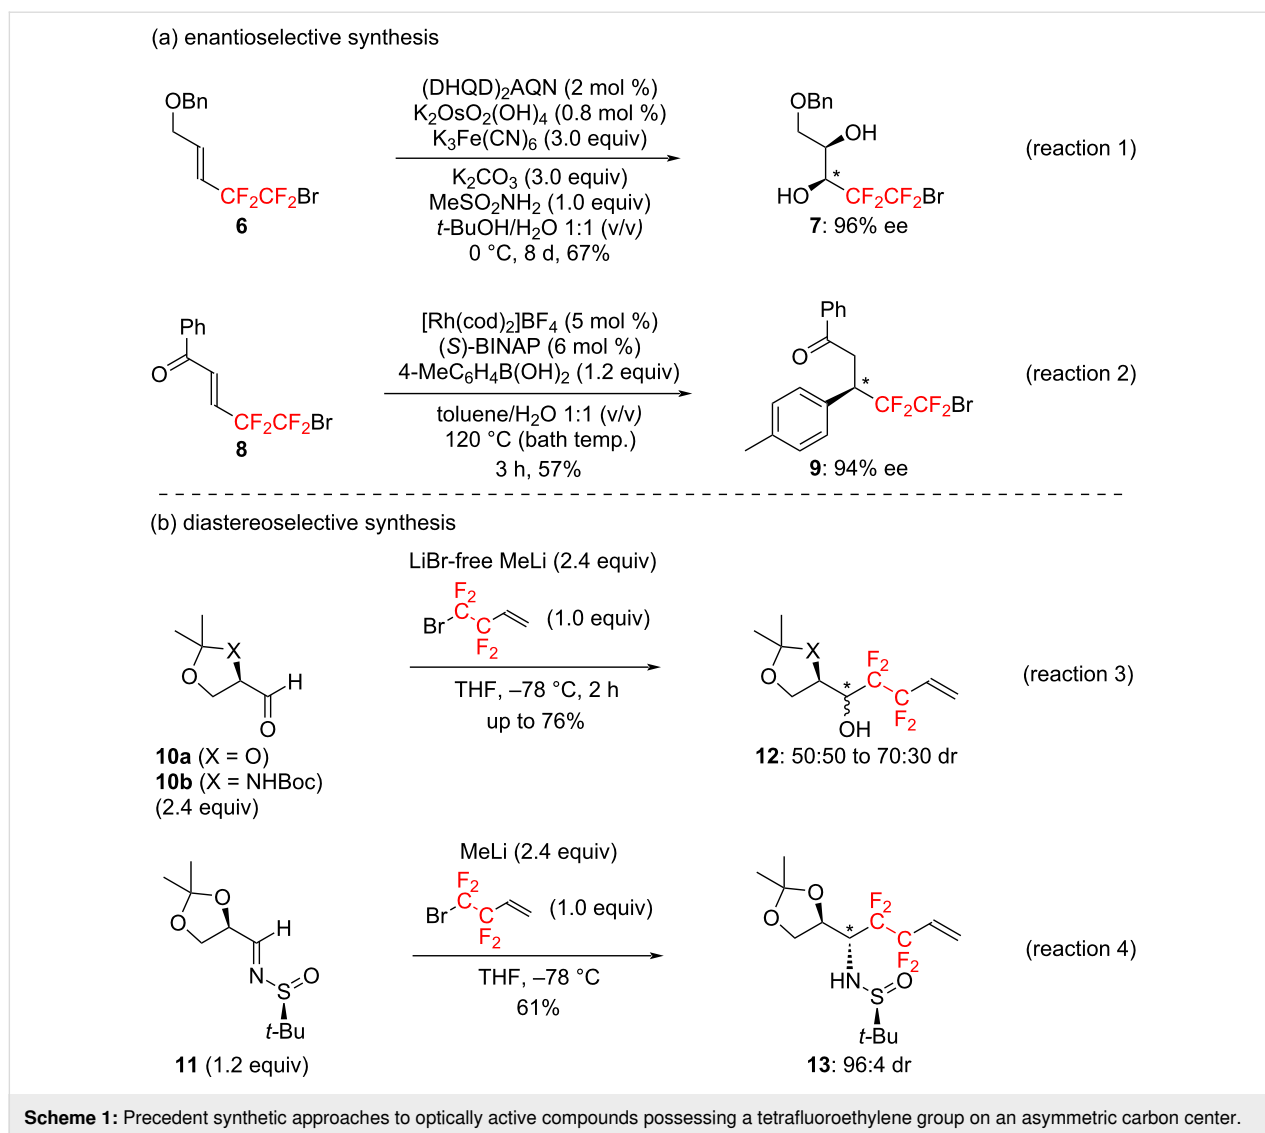 (a) enantioselective synthesis
OBn
CF2CF2Br
6
(DHQD)2AQN (2 mol %)
K2OsO2(OH)4 (0.8 mol %)
K3Fe(CN)6 (3.0 equiv)
K2CO3 (3.0 equiv)
MeSO2NH2 (1.0 equiv)
t-BuOH/H2O 1:1 (v/v)
0 °C, 8 d, 67%
OBn
OH
*
HO
CF2CF2Br
7: 96% ee
(reaction 1)
Ph
O
CF2CF2Br
8
[Rh(cod)2]BF4 (5 mol %)
(S)-BINAP (6 mol %)
4-MeC6H4B(OH)2 (1.2 equiv)
toluene/H2O 1:1 (v/v)
120 °C (bath temp.)
3 h, 57%
Ph
O
*
CF2CF2Br
9: 94% ee
(reaction 2)
(b) diastereoselective synthesis
X
O
H
O
10a (X = O)
10b (X = NHBoc)
(2.4 equiv)
LiBr-free MeLi (2.4 equiv)
F2
C
Br
C
F2
(1.0 equiv)
THF, –78 °C, 2 h
up to 76%
X
O
*
F2
C
C
F2
OH
12: 50:50 to 70:30 dr
(reaction 3)
O
O
H
N
S
O
t-Bu
11 (1.2 equiv)
MeLi (2.4 equiv)
F2
C
Br
C
F2
(1.0 equiv)
THF, –78 °C
61%
O
O
*
F2
C
C
F2
HN
S
O
t-Bu
13: 96:4 dr
(reaction 4)
Scheme 1: Precedent synthetic approaches to optically active compounds possessing a tetrafluoroethylene group on an asymmetric carbon center.